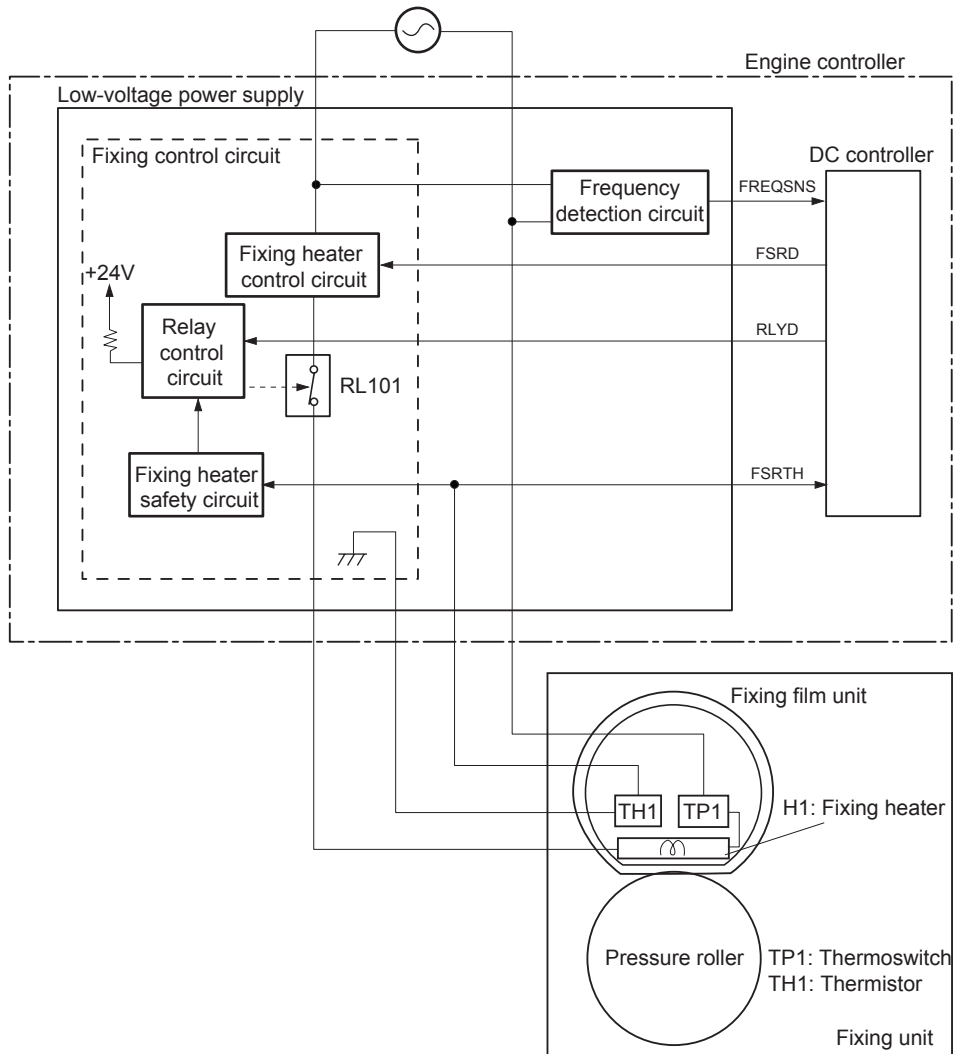 Engine controller
Low-voltage power supply
Fixing control circuit
DC controller
Frequency
detection circuit
FREQSNS
Fixing heater
control circuit
FSRD
+24V
Relay
control
circuit
RLYD
RL101
Fixing heater
safety circuit
FSRTH
Fixing film unit
TH1
TP1
H1: Fixing heater
Pressure roller
TP1: Thermoswitch
TH1: Thermistor
Fixing unit